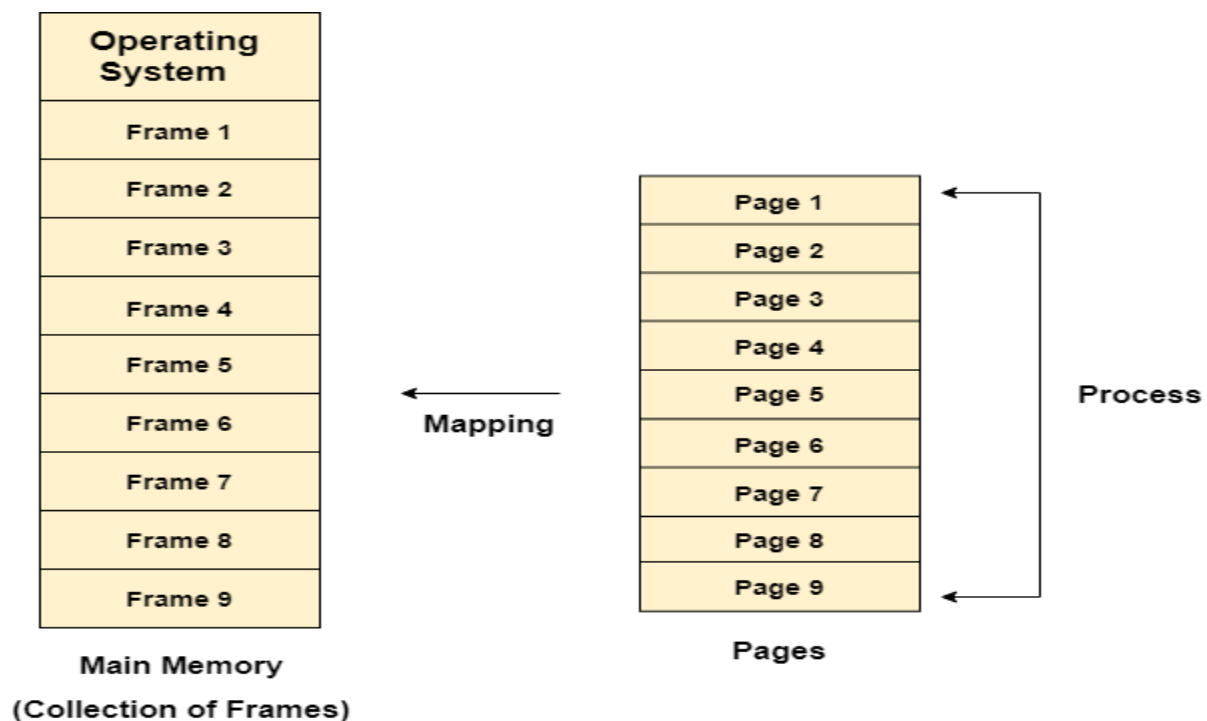 Operating
System
Frame 1
Frame 2
Frame 3
Frame 4
Frame 5
Frame 6
Frame 7
Frame 8
Frame 9
Main Memory
(Collection of Frames)
Mapping
Page 1
Page 2
Page 3
Page 4
Page 5
Page 6
Page 7
Page 8
Page 9
Pages
Process